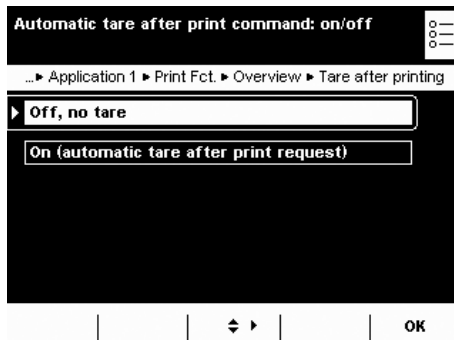 Automatic tare after print command: on/off
...▸ Application 1 ▸ Print Fct. ▸ Overview ▸ Tare after printing
Off, no tare
On (automatic tare after print request)
OK